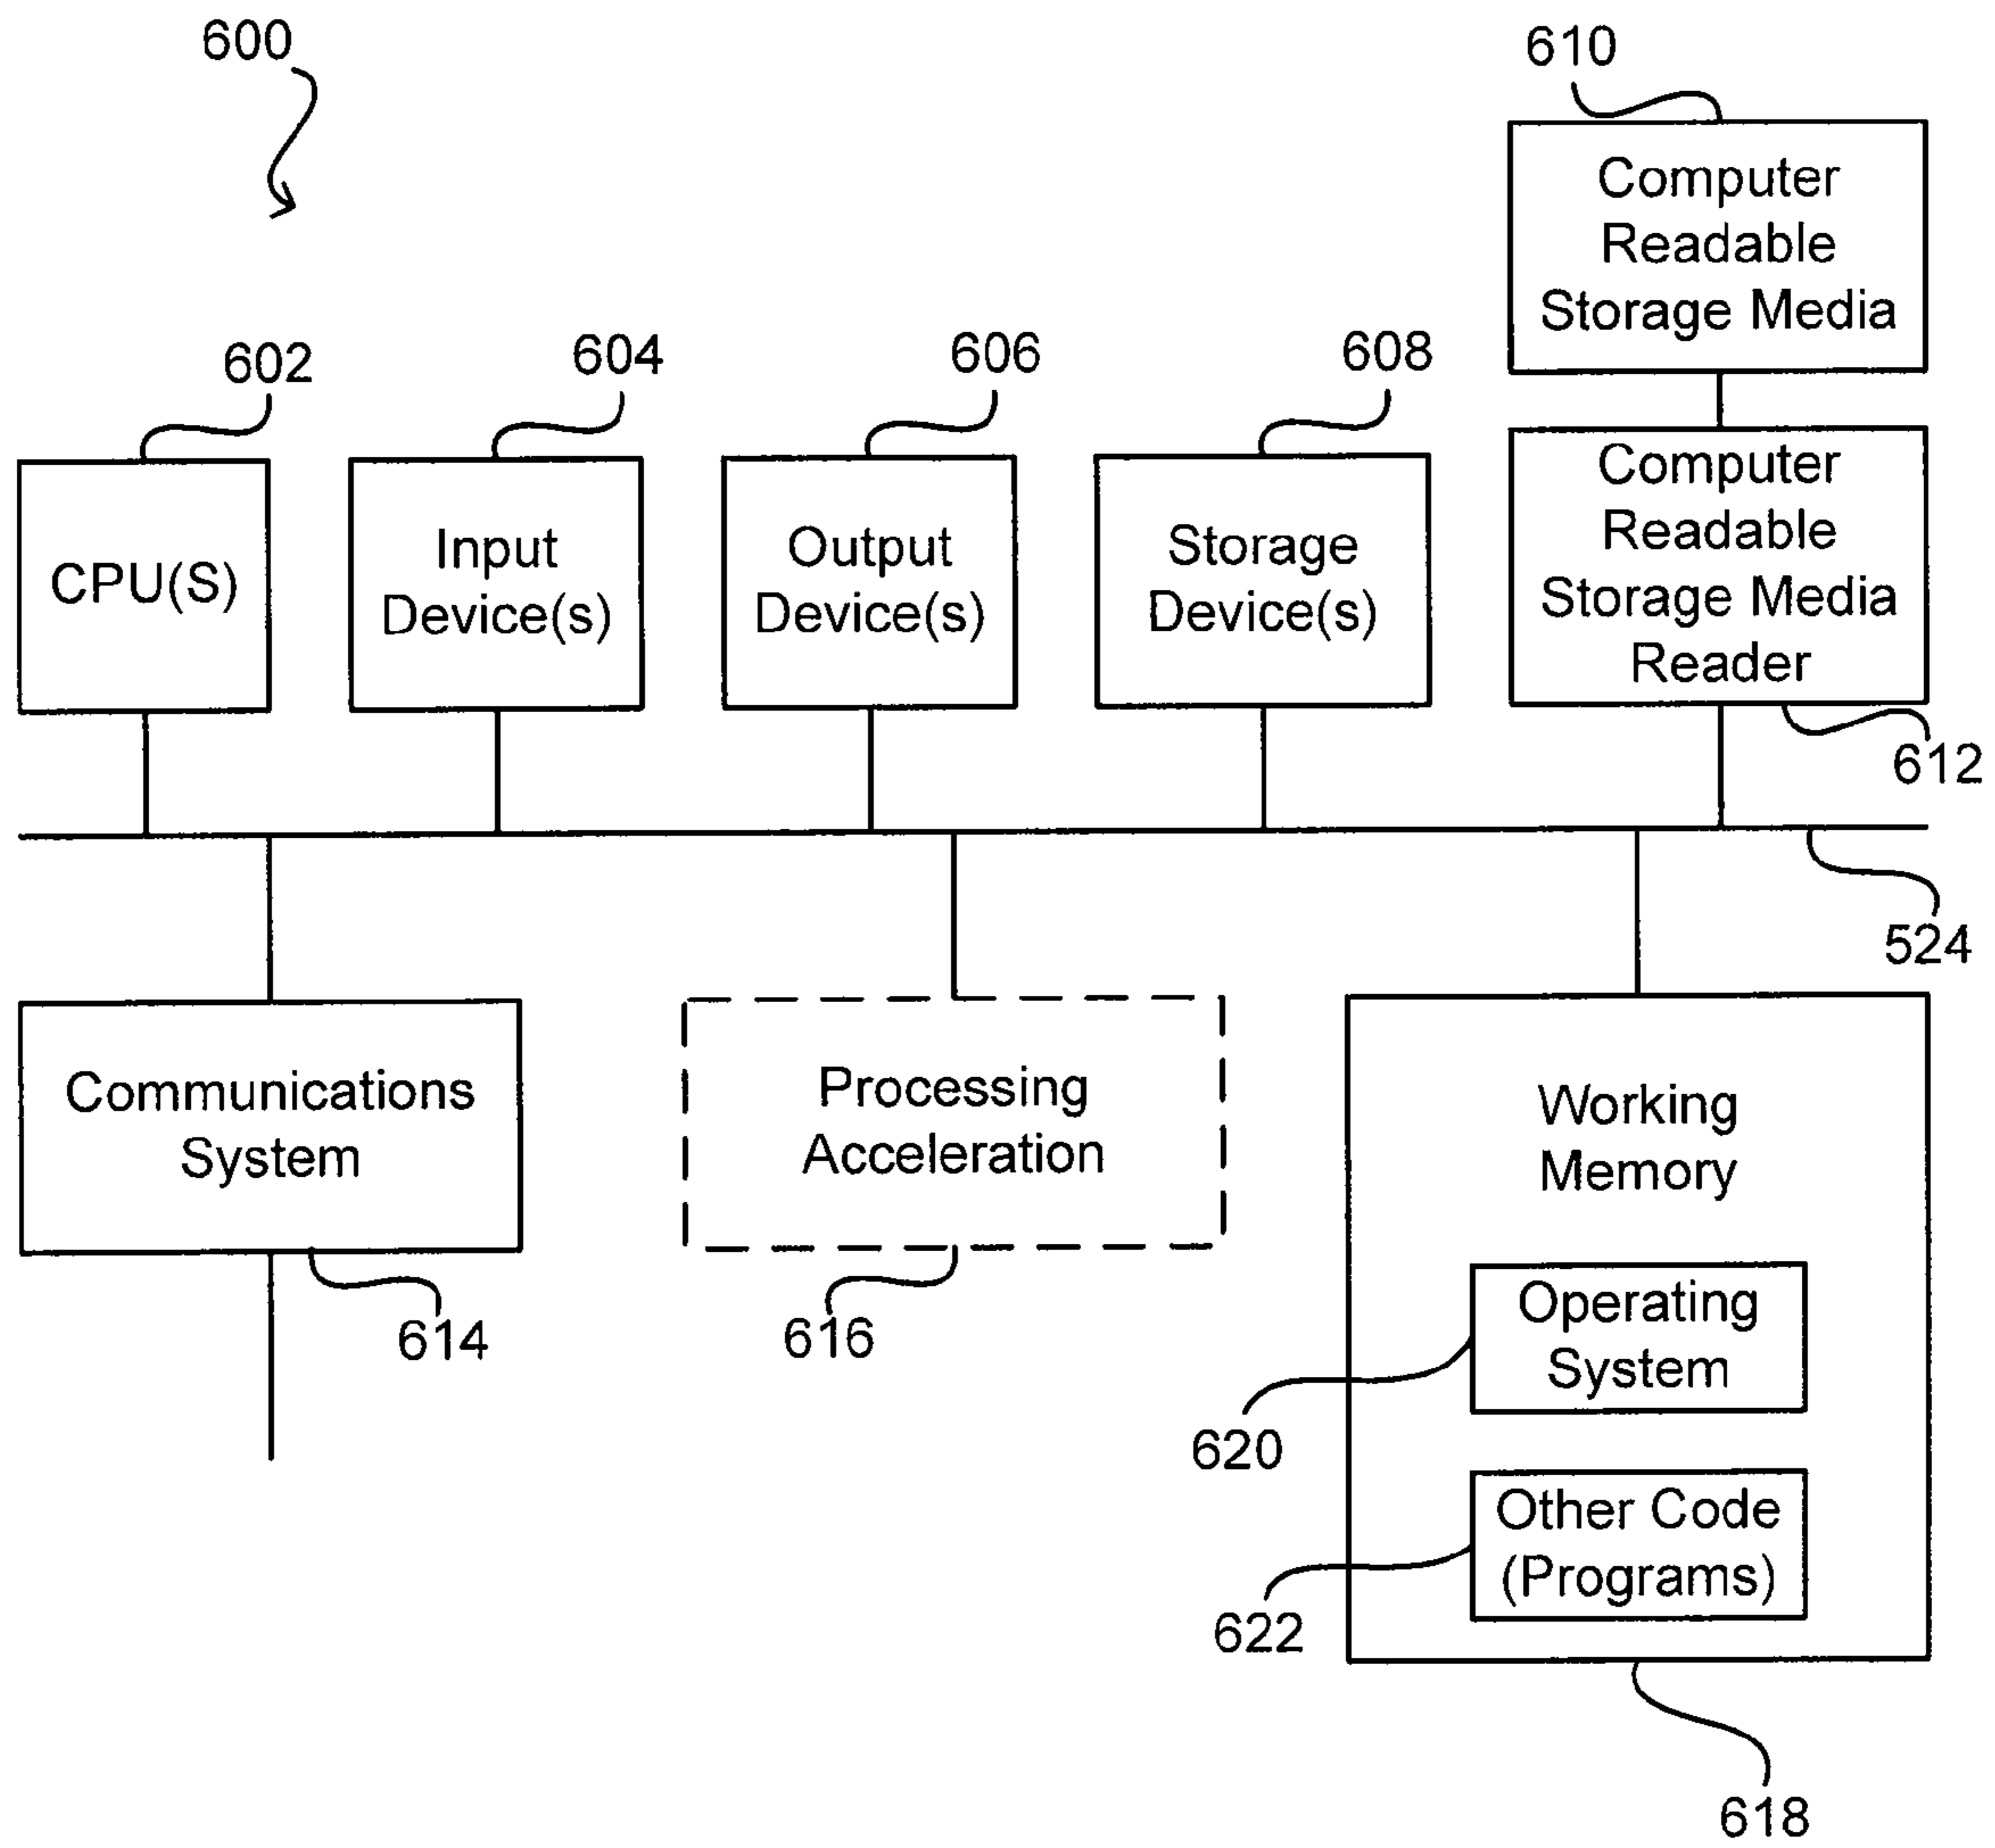 600
610
Computer
Readable
Storage Media
602
604
606
608
CPU(S)
Input
Device(s)
Output
Device(s)
Storage
Device(s)
Computer
Readable
Storage Media
Reader
612
524
Communications
System
614
Processing
Acceleration
616
Working
Memory
Operating
System
620
Other Code
(Programs)
622
618